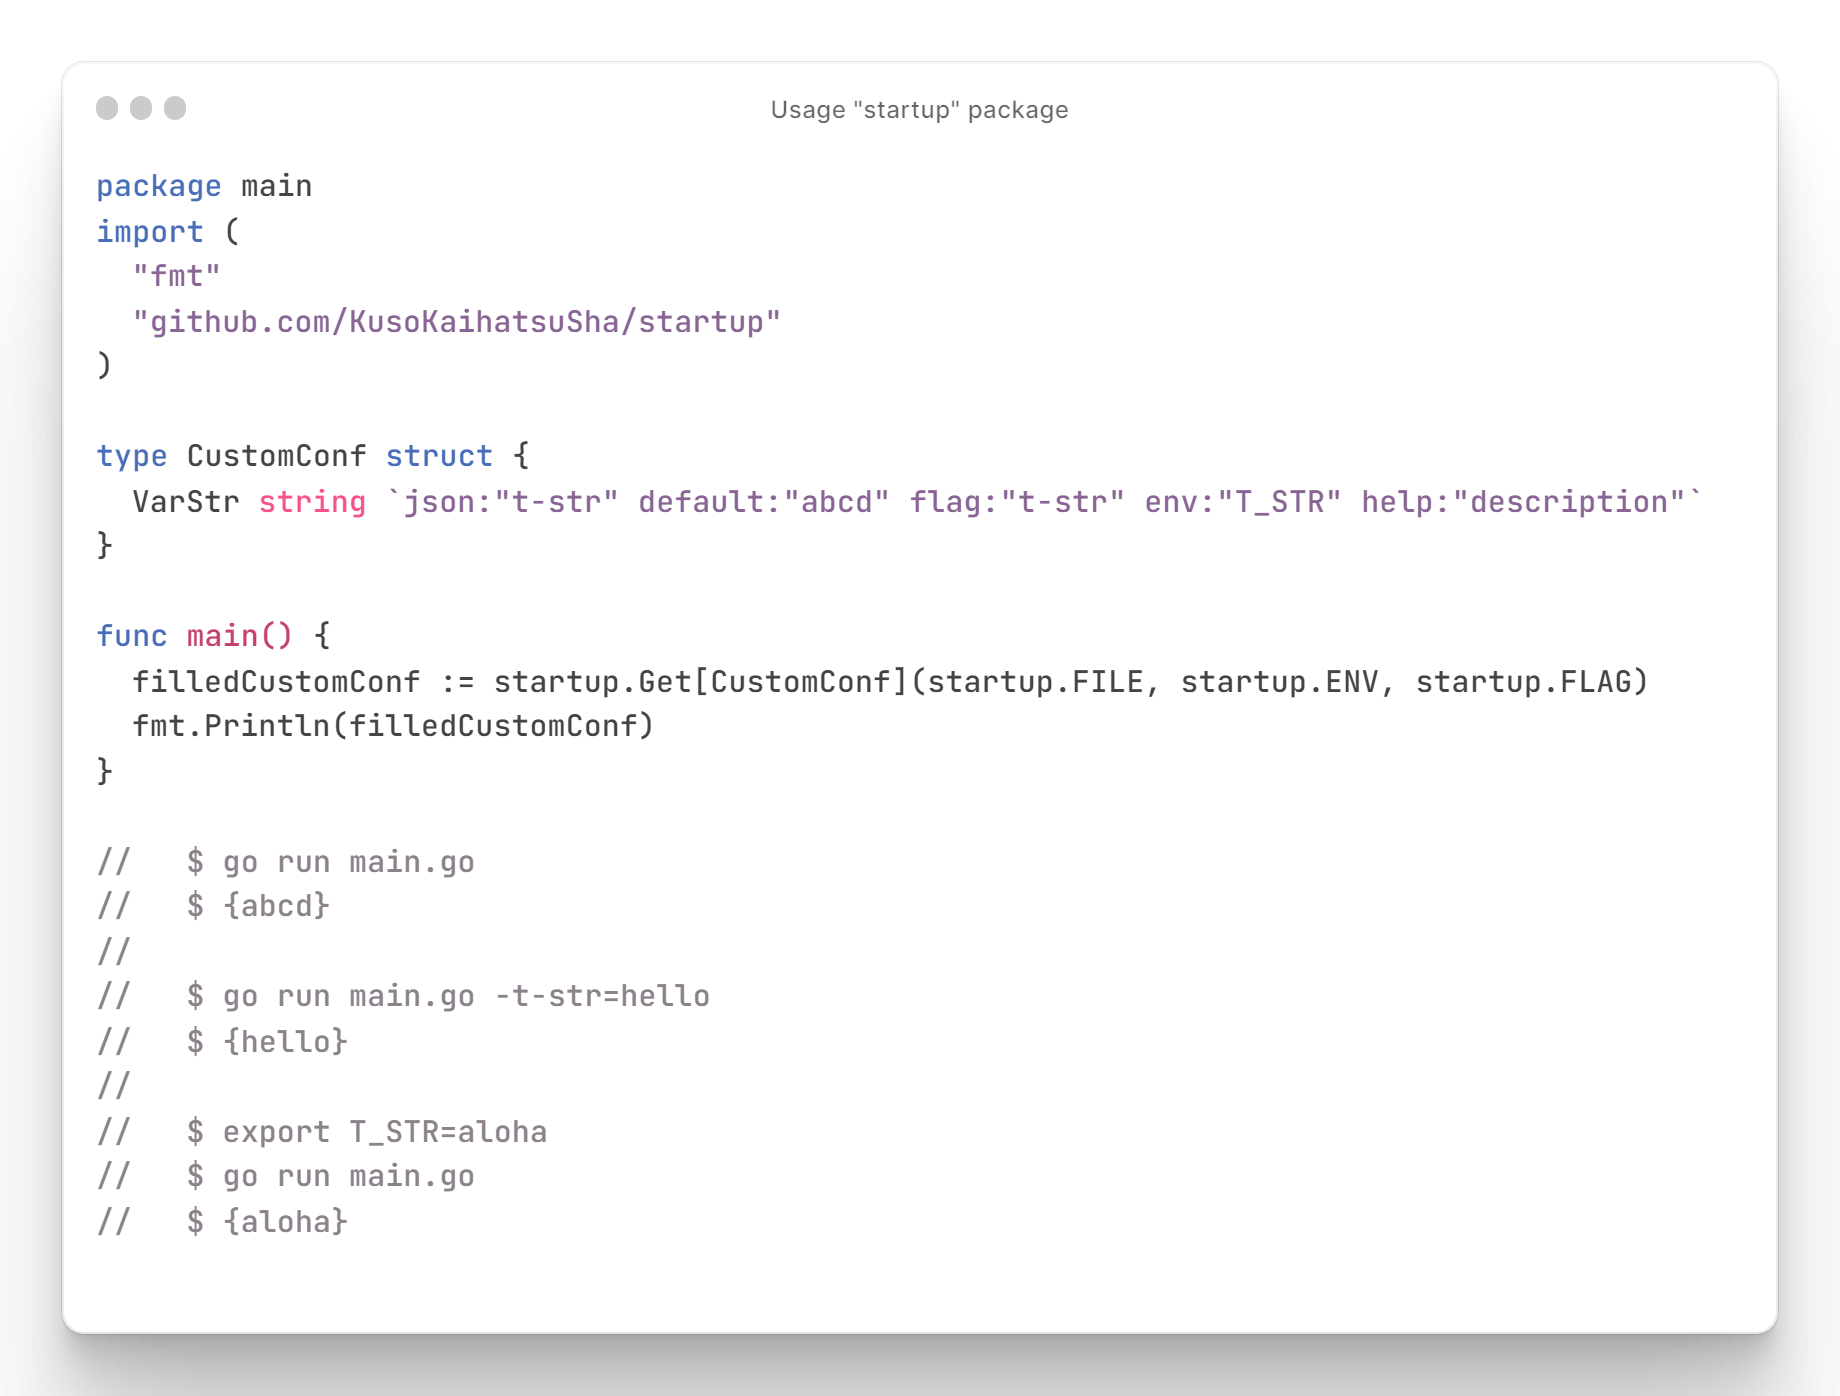 Usage "startup" package
package main
import (
  "fmt"
  "github.com/KusoKaihatsuSha/startup"
)

type CustomConf struct {
  VarStr string `json:"t-str" default:"abcd" flag:"t-str" env:"T_STR" help:"description"`
}

func main() {
  filledCustomConf := startup.Get[CustomConf](startup.FILE, startup.ENV, startup.FLAG)
  fmt.Println(filledCustomConf)
}

//   $ go run main.go
//   $ {abcd}
//
//   $ go run main.go -t-str=hello
//   $ {hello}
//
//   $ export T_STR=aloha
//   $ go run main.go
//   $ {aloha}